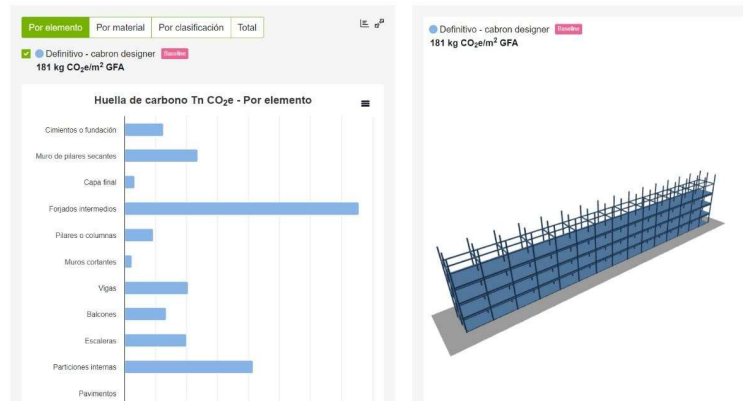 Por elemento Por material Por clasificación Total
Definitivo - cabron designer Baseline
181 kg CO₂e/m² GFA
Huella de carbono Tn CO₂e - Por elemento
Cimientos o fundación
Muro de pilares secantes
Capa final
Forjados intermedios
Pilares o columnas
Muros cortantes
Vigas
Balcones
Escaleras
Particiones internas
Pavimentos
Definitivo - cabron designer Baseline
181 kg CO₂e/m² GFA